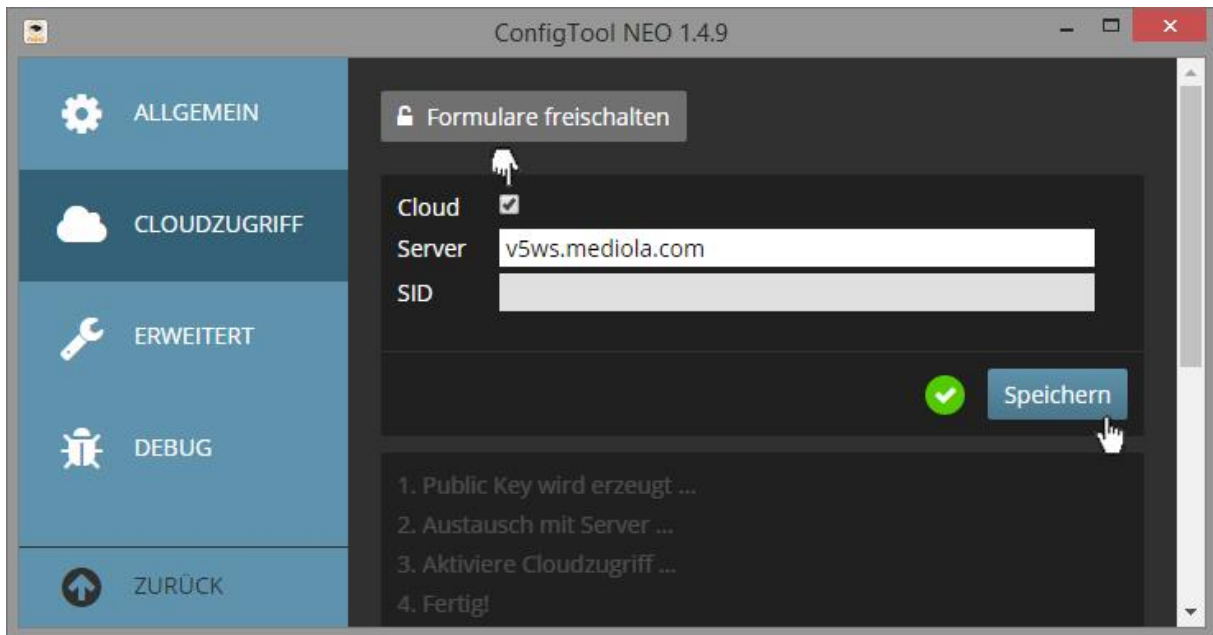 ConfigTool NEO 1.4.9
ALLGEMEIN
CLOUDZUGRIFF
ERWEITERT
DEBUG
ZURÜCK
Formulare freischalten
Cloud
Server v5ws.mediola.com
SID
Speichern
1. Public Key wird erzeugt ...
2. Austausch mit Server ...
3. Aktiviere Cloudzugriff ...
4. Fertig!